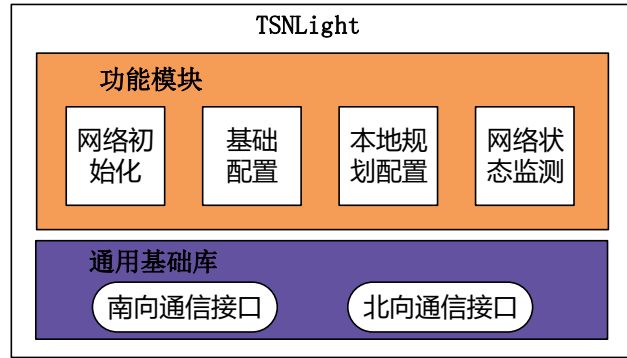 TSNLight
功能模块
网络初
始化
基础
配置
本地规
划配置
网络状
态监测
通用基础库
南向通信接口
北向通信接口